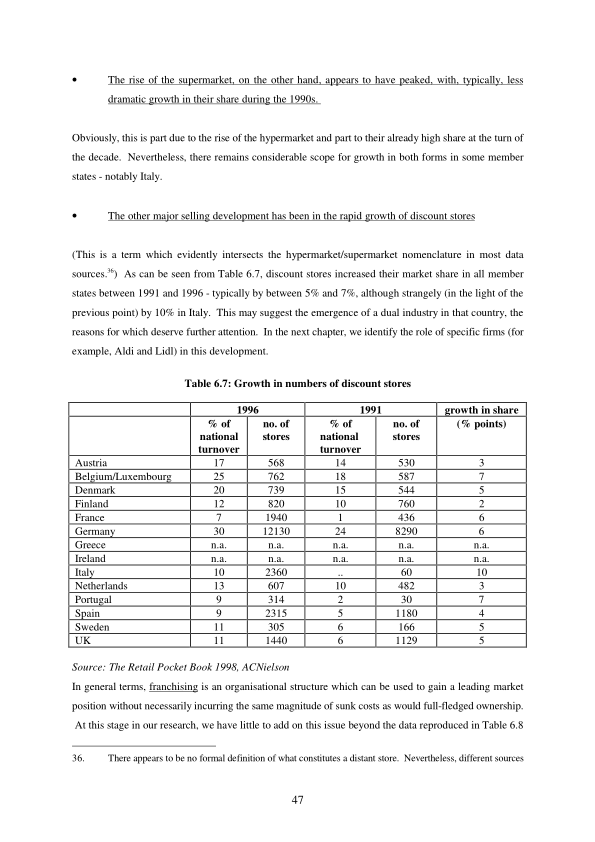 • The rise of the supermarket, on the other hand, appears to have peaked, with, typically, less
dramatic growth in their share during the 1990s.
Obviously, this is part due to the rise of the hypermarket and part to their already high share at the turn of
the decade. Nevertheless, there remains considerable scope for growth in both forms in some member
states - notably Italy.
• The other major selling development has been in the rapid growth of discount stores
(This is a term which evidently intersects the hypermarket/supermarket nomenclature in most data
sources.36) As can be seen from Table 6.7, discount stores increased their market share in all member
states between 1991 and 1996 - typically by between 5% and 7%, although strangely (in the light of the
previous point) by 10% in Italy. This may suggest the emergence of a dual industry in that country, the
reasons for which deserve further attention. In the next chapter, we identify the role of specific firms (for
example, Aldi and Lidl) in this development.
Table 6.7: Growth in numbers of discount stores
1996 1991 growth in share
% of no. of % of no. of (% points)
national stores national stores
turnover turnover
Austria 17 568 14 530 3
Belgium/Luxembourg 25 762 18 587 7
Denmark 20 739 15 544 5
Finland 12 820 10 760 2
France 7 1940 1 436 6
Germany 30 12130 24 8290 6
Greece n.a. n.a. n.a. n.a. n.a.
Ireland n.a. n.a. n.a. n.a. n.a.
Italy 10 2360 .. 60 10
Netherlands 13 607 10 482 3
Portugal 9 314 2 30 7
Spain 9 2315 5 1180 4
Sweden 11 305 6 166 5
UK 11 1440 6 1129 5
Source: The Retail Pocket Book 1998, ACNielson
In general terms, franchising is an organisational structure which can be used to gain a leading market
position without necessarily incurring the same magnitude of sunk costs as would full-fledged ownership.
At this stage in our research, we have little to add on this issue beyond the data reproduced in Table 6.8
36. There appears to be no formal definition of what constitutes a distant store. Nevertheless, different sources
47